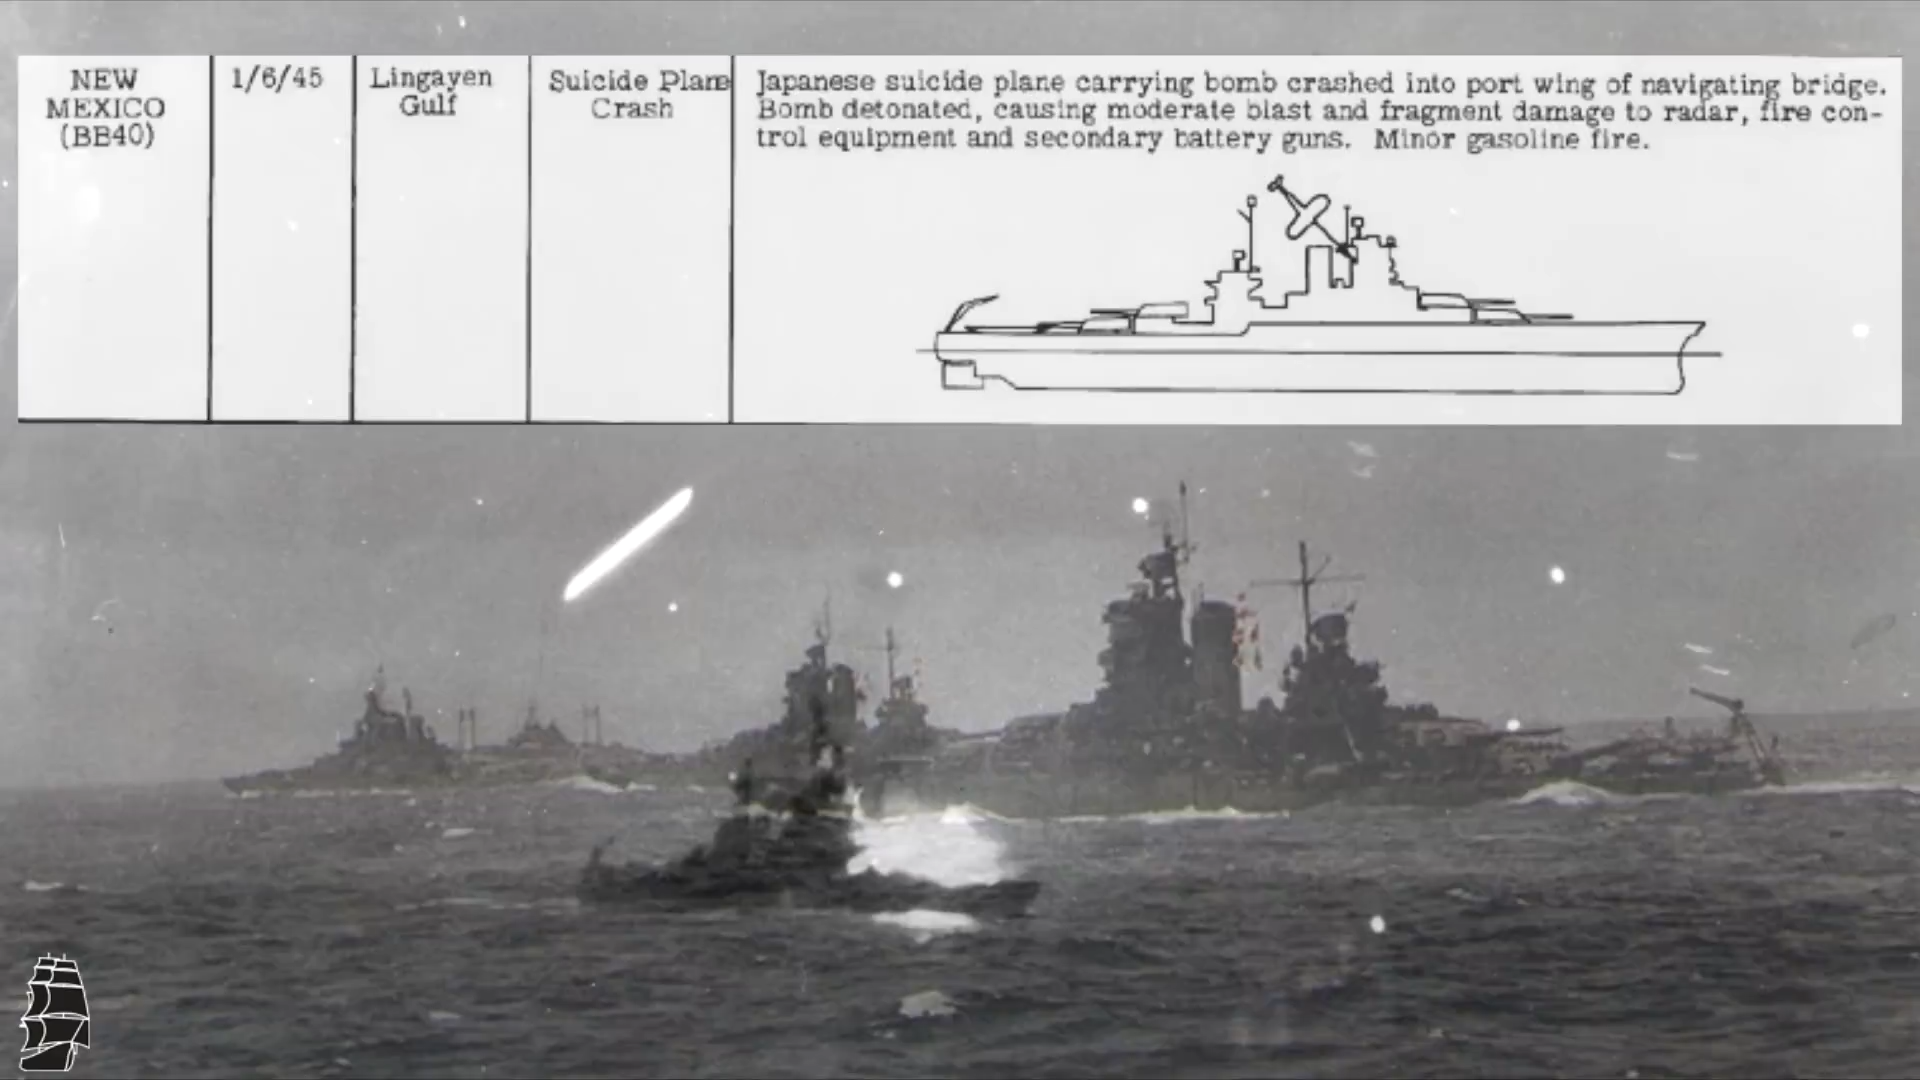 NEW
MEXICO
(BB40)
1/6/45
Lingayen
Gulf
Suicide Plane
Crash
Japanese suicide plane carrying bomb crashed into port wing of navigating bridge.
Bomb detonated, causing moderate blast and fragment damage to radar, fire con-
trol equipment and secondary battery guns. Minor gasoline fire.